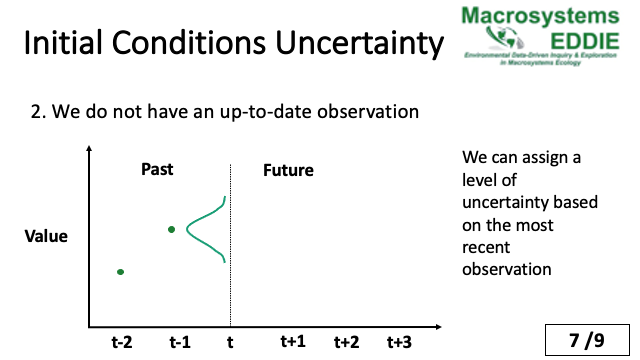 Initial Conditions Uncertainty
Macrosystems
EDDIE
Environmental Data-Driven Inquiry & Exploration
in Macrosystems Ecology
2. We do not have an up-to-date observation
Past
Future
Value
t-2
t-1
t
t+1
t+2
t+3
We can assign a
level of
uncertainty based
on the most
recent
observation
7 /9